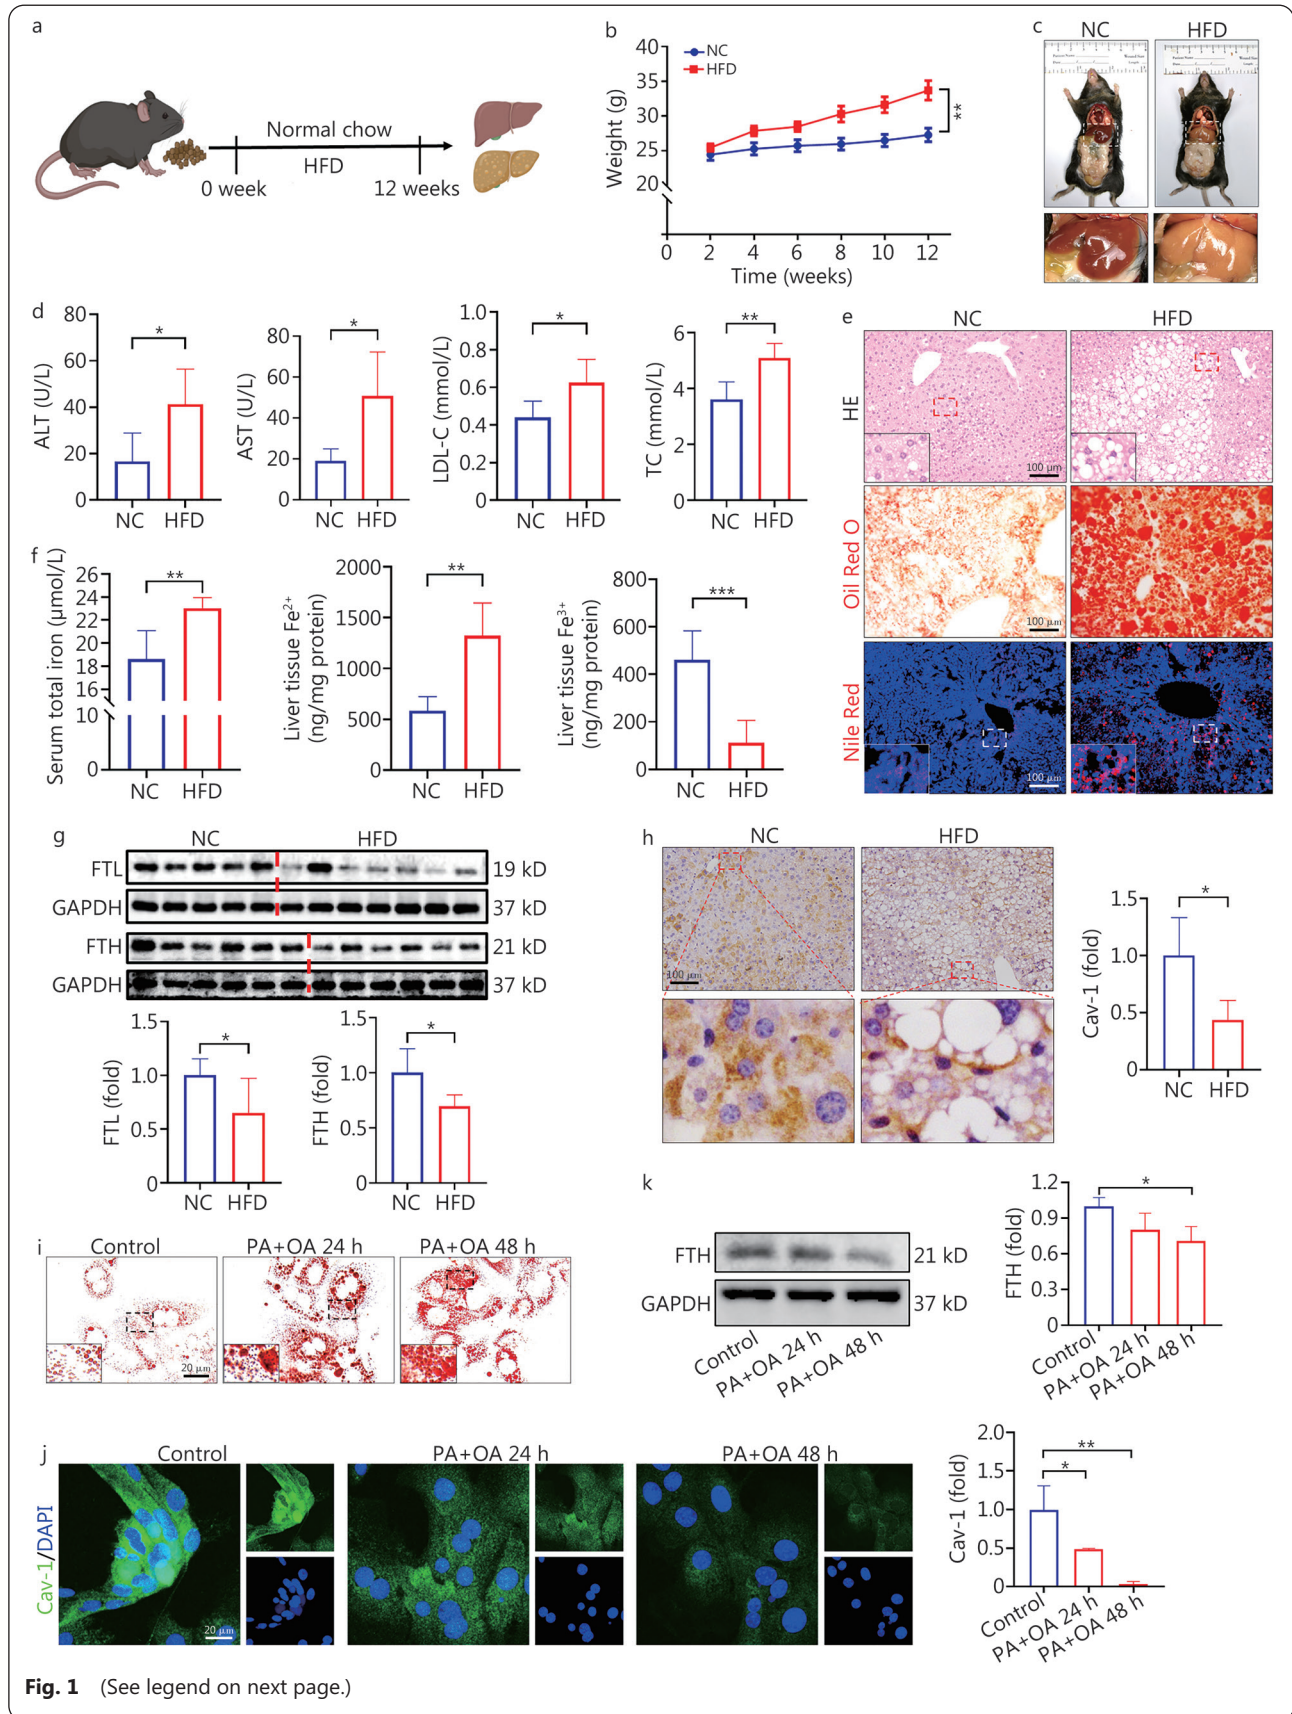 a
Normal chow
HFD
0 week
12 weeks
b
NC
HFD
Weight (g)
40
35
30
25
20
0
2
4
6
8
10
12
Time (weeks)
**
c
NC
HFD
d
ALT (U/L)
80
60
40
20
0
*
NC
HFD
AST (U/L)
80
60
40
20
0
*
NC
HFD
LDL-C (mmol/L)
1.0
0.8
0.6
0.4
0.2
0
*
NC
HFD
TC (mmol/L)
6
4
2
0
**
NC
HFD
e
NC
HFD
HE
100 μm
Oil Red O
100 μm
Nile Red
100 μm
f
Serum total iron (μmol/L)
26
24
22
20
18
16
10
0
**
NC
HFD
Liver tissue Fe²⁺
(ng/mg protein)
2000
1500
1000
500
0
**
NC
HFD
Liver tissue Fe³⁺
(ng/mg protein)
800
600
400
200
0
***
NC
HFD
g
NC
HFD
FTL
19 kD
GAPDH
37 kD
FTH
21 kD
GAPDH
37 kD
FTL (fold)
1.5
1.0
0.5
0
*
NC
HFD
FTH (fold)
1.5
1.0
0.5
0
*
NC
HFD
h
NC
HFD
100 μm
Cav-1 (fold)
1.5
1.0
0.5
0
*
NC
HFD
i
Control
PA+OA 24 h
PA+OA 48 h
20 μm
k
FTH
21 kD
GAPDH
37 kD
Control
PA+OA 24 h
PA+OA 48 h
FTH (fold)
1.2
0.9
0.6
0.3
0
*
Control
PA+OA 24 h
PA+OA 48 h
j
Control
PA+OA 24 h
PA+OA 48 h
Cav-1/DAPI
20 μm
Cav-1 (fold)
2.0
1.5
1.0
0.5
0
**
*
Control
PA+OA 24 h
PA+OA 48 h
Fig. 1 (See legend on next page.)